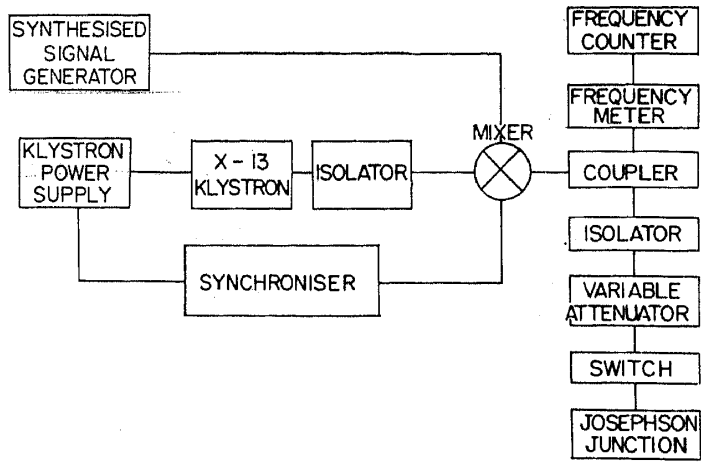 SYNTHESISED
SIGNAL
GENERATOR
FREQUENCY
COUNTER
FREQUENCY
METER
MIXER
KLYSTRON
POWER
SUPPLY
X - 13
KLYSTRON
ISOLATOR
COUPLER
ISOLATOR
SYNCHRONISER
VARIABLE
ATTENUATOR
SWITCH
JOSEPHSON
JUNCTION